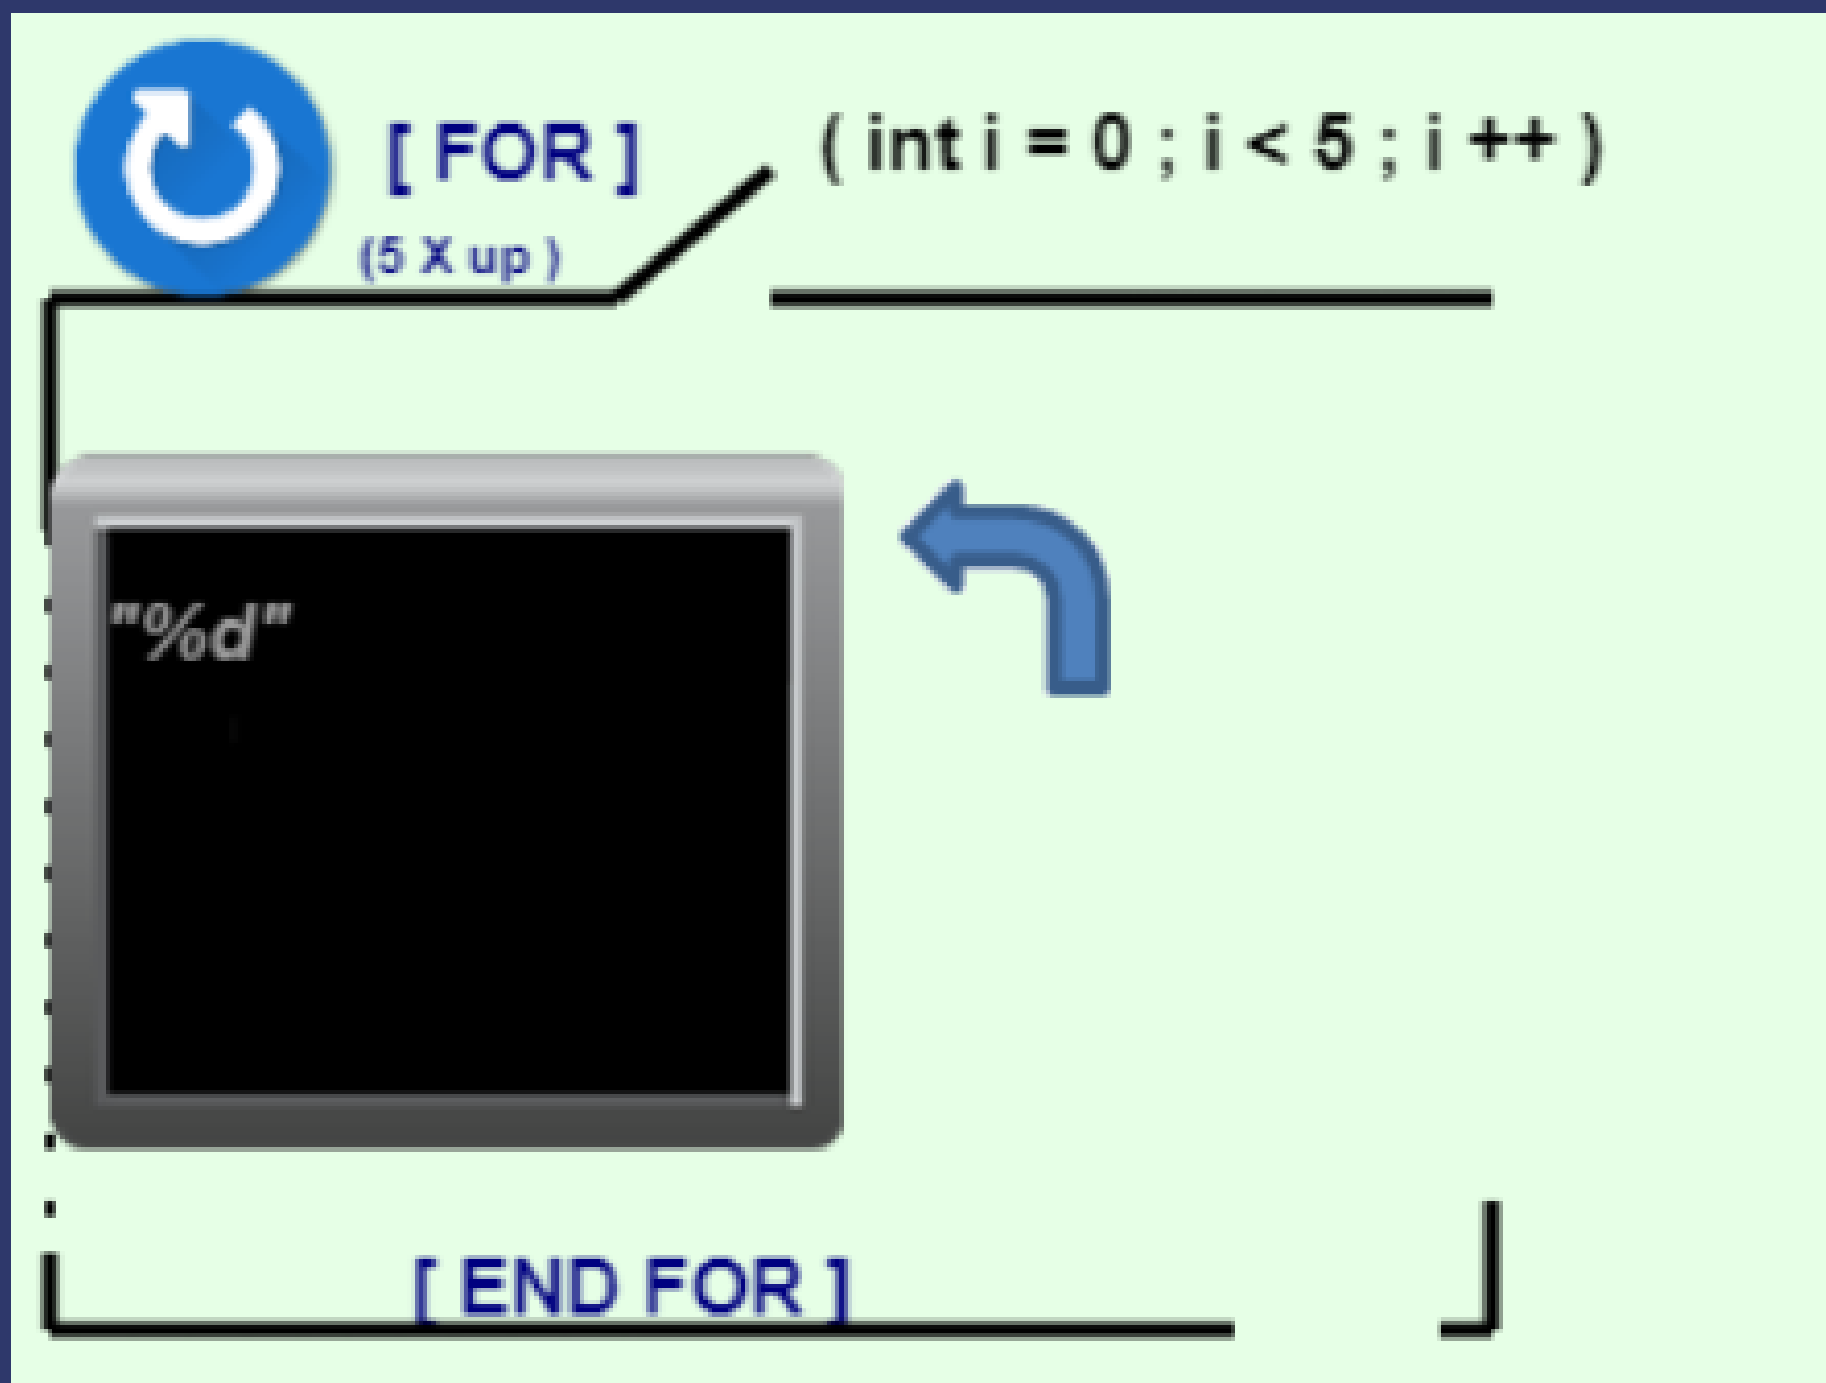 [ FOR ] ( int i = 0 ; i < 5 ; i ++ )
(5 X up )
"%d"
[ END FOR ]